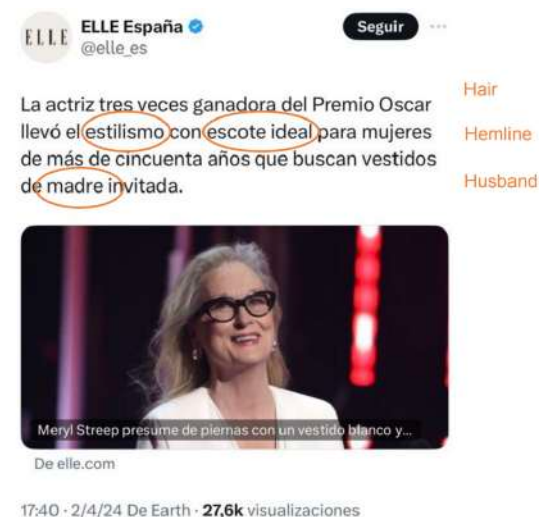 ELLE
ELLE España
Seguir
@elle_es
La actriz tres veces ganadora del Premio Oscar
llevó el estilismo con escote ideal para mujeres
de más de cincuenta años que buscan vestidos
de madre invitada.
Hair
Hemline
Husband
Meryl Streep presume de piernas con un vestido blanco y...
De elle.com
17:40 · 2/4/24 De Earth · 27,6k visualizaciones